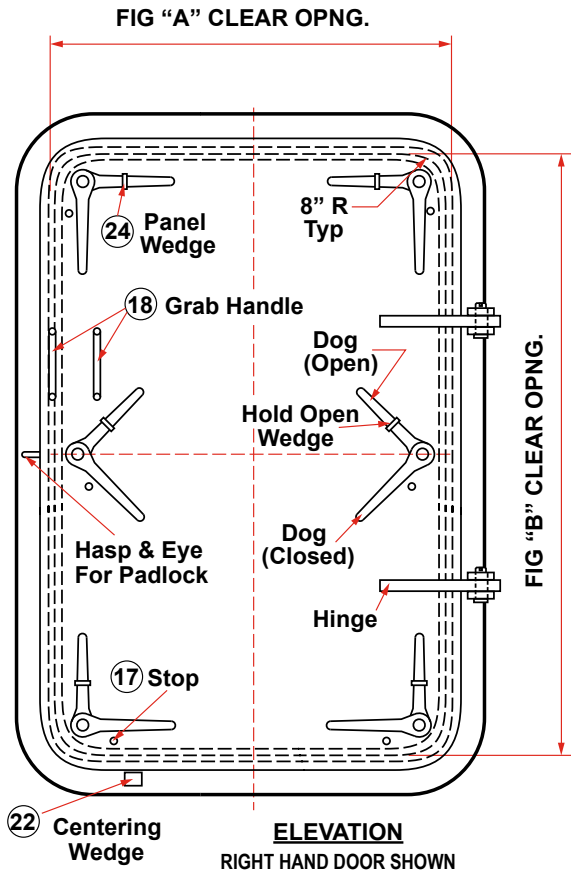 FIG “A” CLEAR OPNG.
24
Panel
Wedge
8” R
Typ
18 Grab Handle
Dog
(Open)
Hold Open
Wedge
FIG “B” CLEAR OPNG.
Dog
(Closed)
Hasp & Eye
For Padlock
Hinge
17 Stop
22 Centering
Wedge
ELEVATION
RIGHT HAND DOOR SHOWN